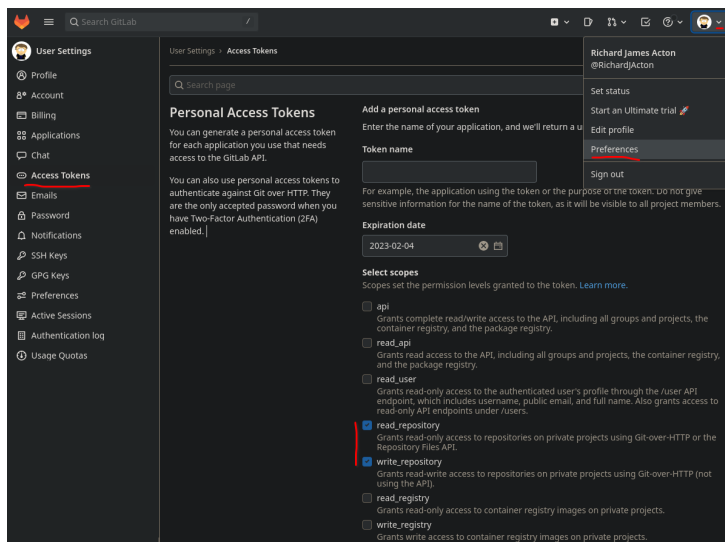 Search GitLab
/
User Settings
Profile
Account
Billing
Applications
Chat
Access Tokens
Emails
Password
Notifications
SSH Keys
GPG Keys
Preferences
Active Sessions
Authentication log
Usage Quotas
User Settings › Access Tokens
Search page
Personal Access Tokens
You can generate a personal access token
for each application you use that needs
access to the GitLab API.
You can also use personal access tokens to
authenticate against Git over HTTP. They
are the only accepted password when you
have Two-Factor Authentication (2FA)
enabled.
Add a personal access token
Enter the name of your application, and we'll return a u
Token name
For example, the application using the token or the purpose of the token. Do not give
sensitive information for the name of the token, as it will be visible to all project members.
Expiration date
2023-02-04
Select scopes
Scopes set the permission levels granted to the token. Learn more.
api
Grants complete read/write access to the API, including all groups and projects, the
container registry, and the package registry.
read_api
Grants read access to the API, including all groups and projects, the container registry,
and the package registry.
read_user
Grants read-only access to the authenticated user's profile through the /user API
endpoint, which includes username, public email, and full name. Also grants access to
read-only API endpoints under /users.
read_repository
Grants read-only access to repositories on private projects using Git-over-HTTP or the
Repository Files API.
write_repository
Grants read-write access to repositories on private projects using Git-over-HTTP (not
using the API).
read_registry
Grants read-only access to container registry images on private projects.
write_registry
Grants write access to container registry images on private projects.
Richard James Acton
@RichardJActon
Set status
Start an Ultimate trial 🚀
Edit profile
Preferences
Sign out